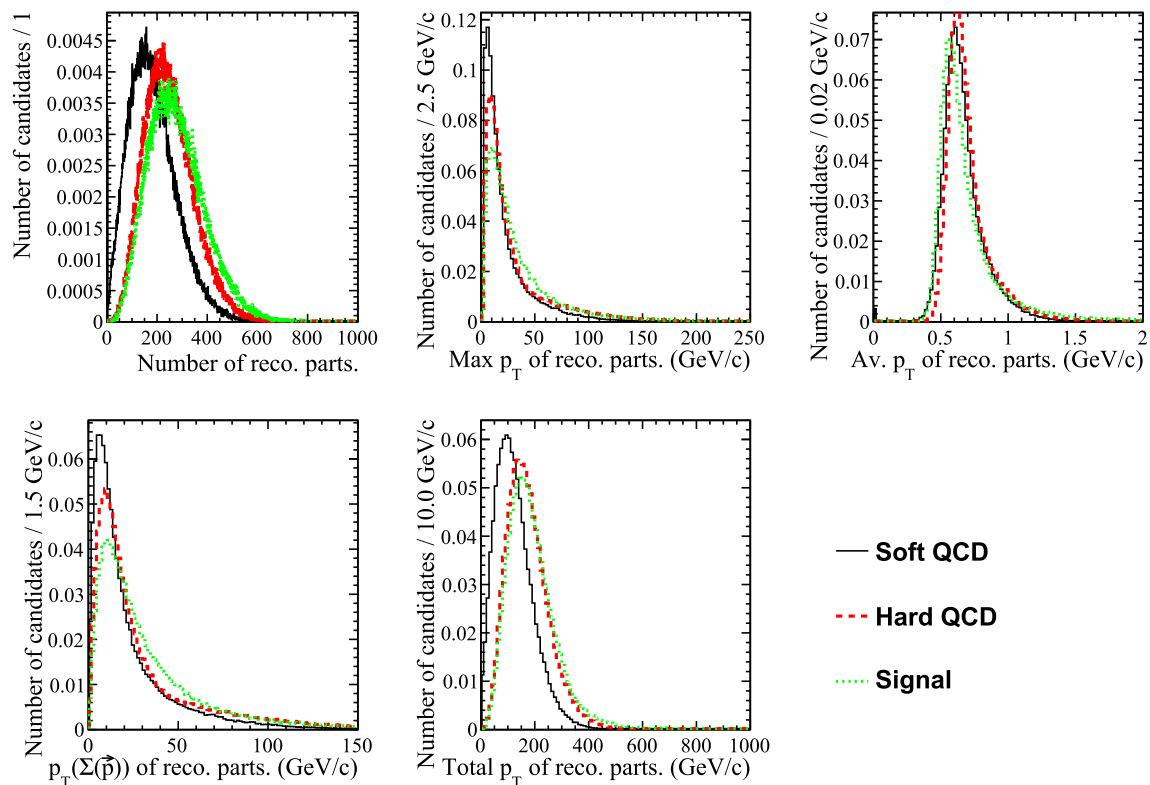 Number of candidates / 1
0.0045
0.004
0.0035
0.003
0.0025
0.002
0.0015
0.001
0.0005
0
0 200 400 600 800 1000
Number of reco. parts.
Number of candidates / 2.5 GeV/c
0.12
0.1
0.08
0.06
0.04
0.02
0
0 50 100 150 200 250
Max pT of reco. parts. (GeV/c)
Number of candidates / 0.02 GeV/c
0.07
0.06
0.05
0.04
0.03
0.02
0.01
0
0 0.5 1 1.5 2
Av. pT of reco. parts. (GeV/c)
Number of candidates / 1.5 GeV/c
0.06
0.05
0.04
0.03
0.02
0.01
0
0 50 100 150
pT(Σ(p⃗)) of reco. parts. (GeV/c)
Number of candidates / 10.0 GeV/c
0.06
0.05
0.04
0.03
0.02
0.01
0
0 200 400 600 800 1000
Total pT of reco. parts. (GeV/c)
Soft QCD
Hard QCD
Signal